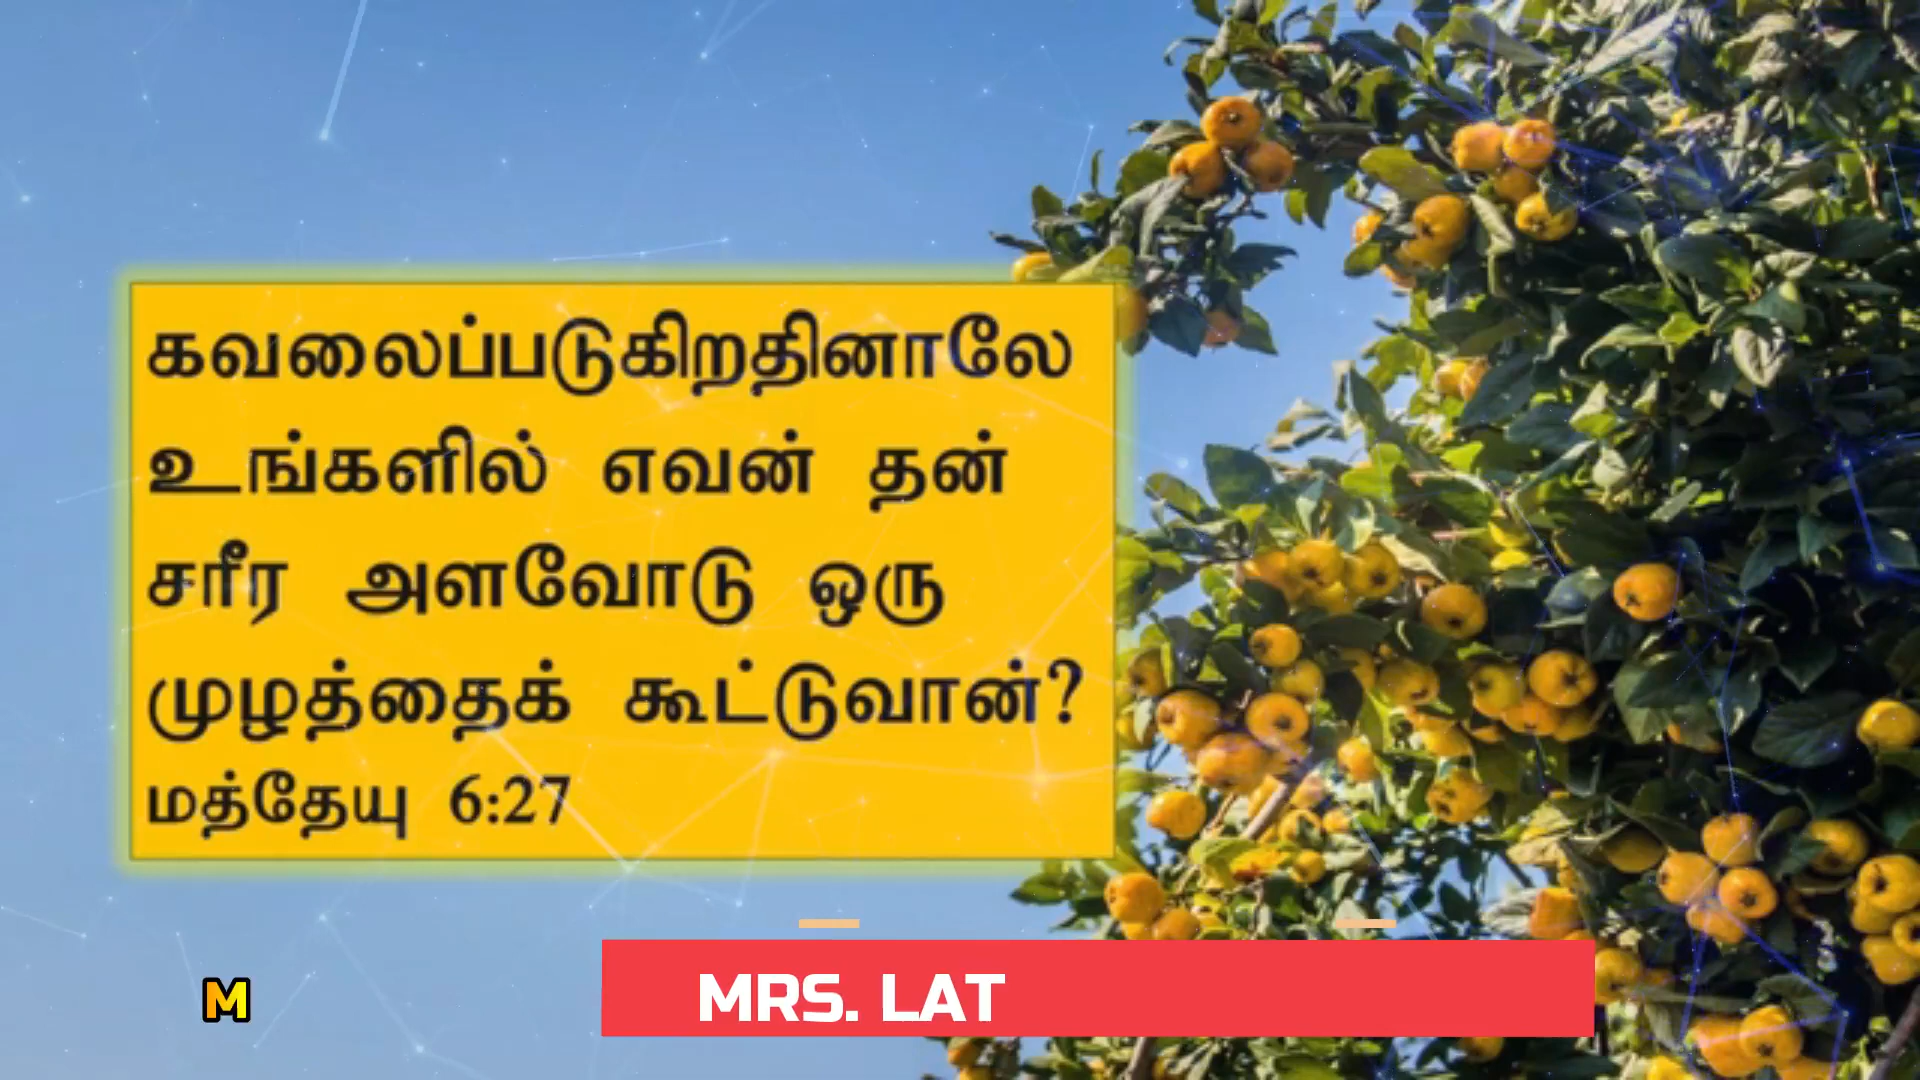 கவலைப்படுகிறதினாலே
உங்களில் எவன் தன்
சரீர அளவோடு ஒரு
முழத்தைக் கூட்டுவான்?
மத்தேயு 6:27
M
MRS. LAT